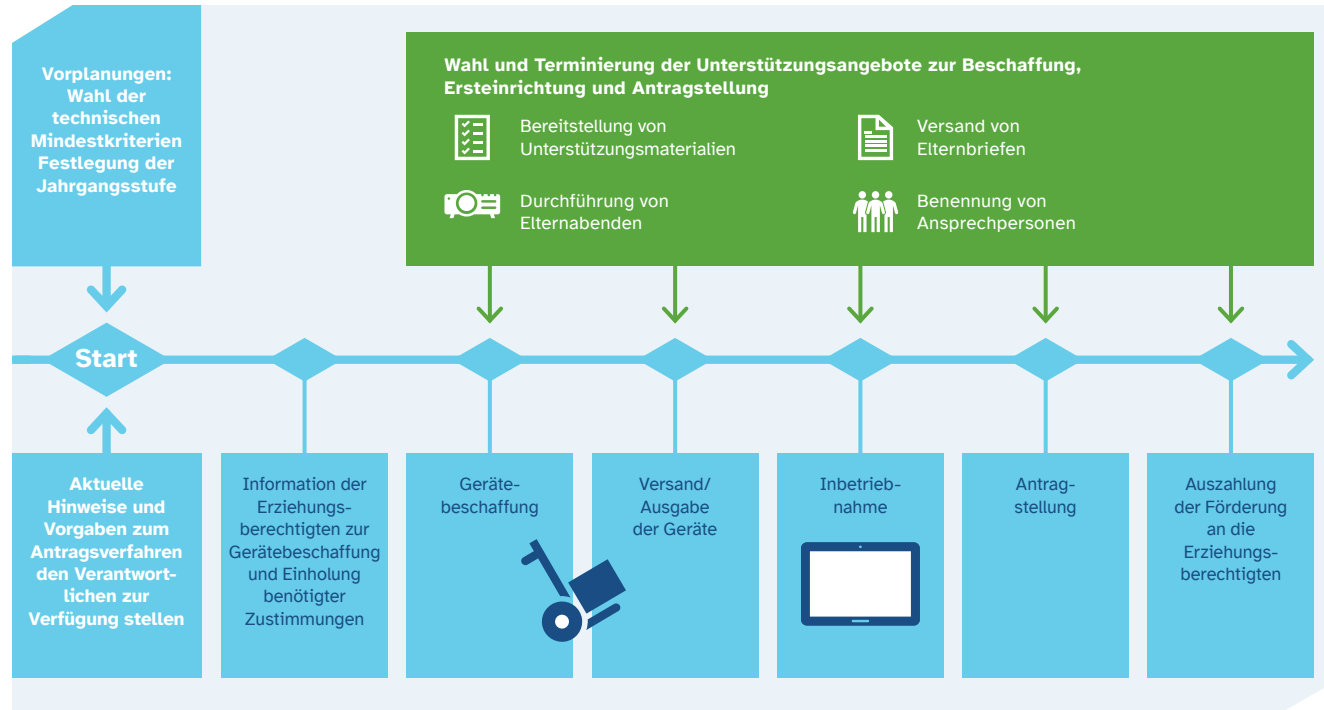 Vorplanungen:
Wahl der
technischen
Mindestkriterien
Festlegung der
Jahrgangsstufe
Wahl und Terminierung der Unterstützungsangebote zur Beschaffung,
Ersteinrichtung und Antragstellung
Bereitstellung von
Unterstützungsmaterialien
Versand von
Elternbriefen
Durchführung von
Elternabenden
Benennung von
Ansprechpersonen
Start
Aktuelle
Hinweise und
Vorgaben zum
Antragsverfahren
den Verantwort-
lichen zur
Verfügung stellen
Information der
Erziehungs-
berechtigten zur
Gerätebeschaffung
und Einholung
benötigter
Zustimmungen
Geräte-
beschaffung
Versand/
Ausgabe
der Geräte
Inbetrieb-
nahme
Antrag-
stellung
Auszahlung
der Förderung
an die
Erziehungs-
berechtigten